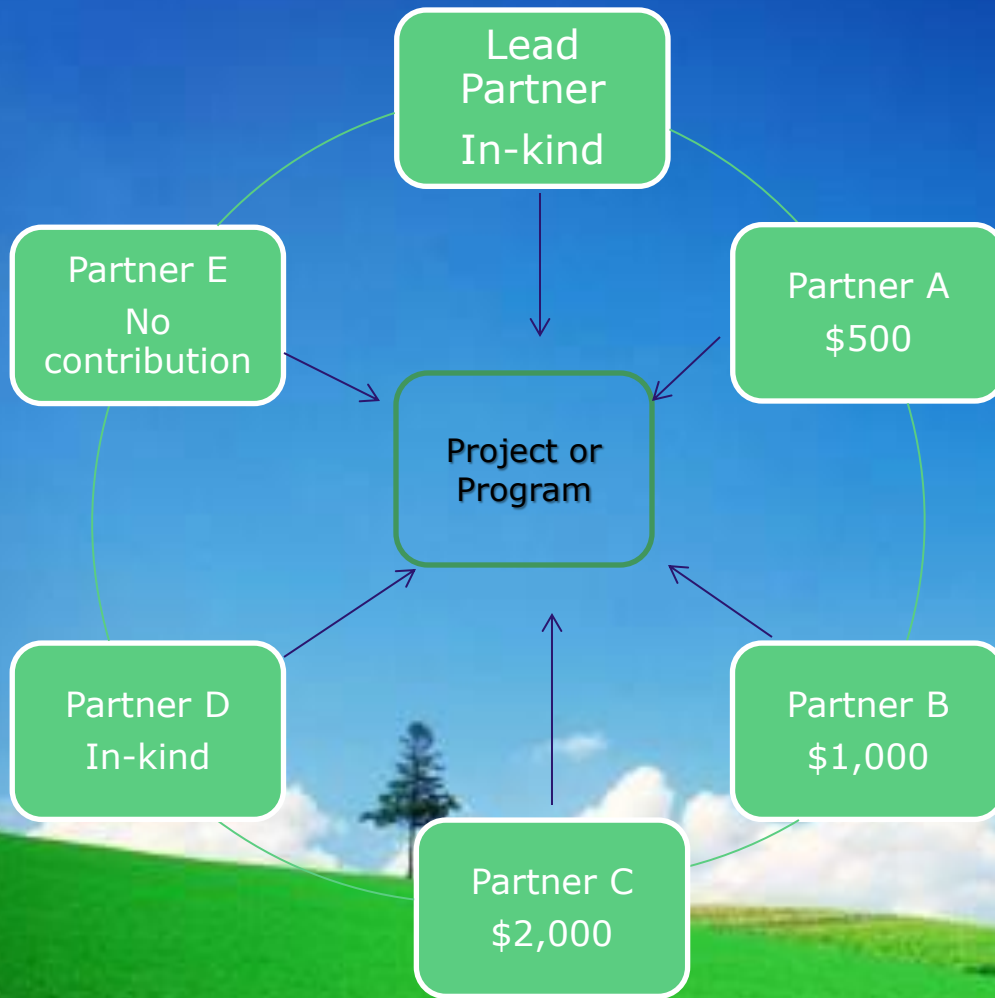 Lead
Partner
In-kind
Partner A
$500
Partner B
$1,000
Partner C
$2,000
Partner D
In-kind
Partner E
No
contribution
Project or
Program